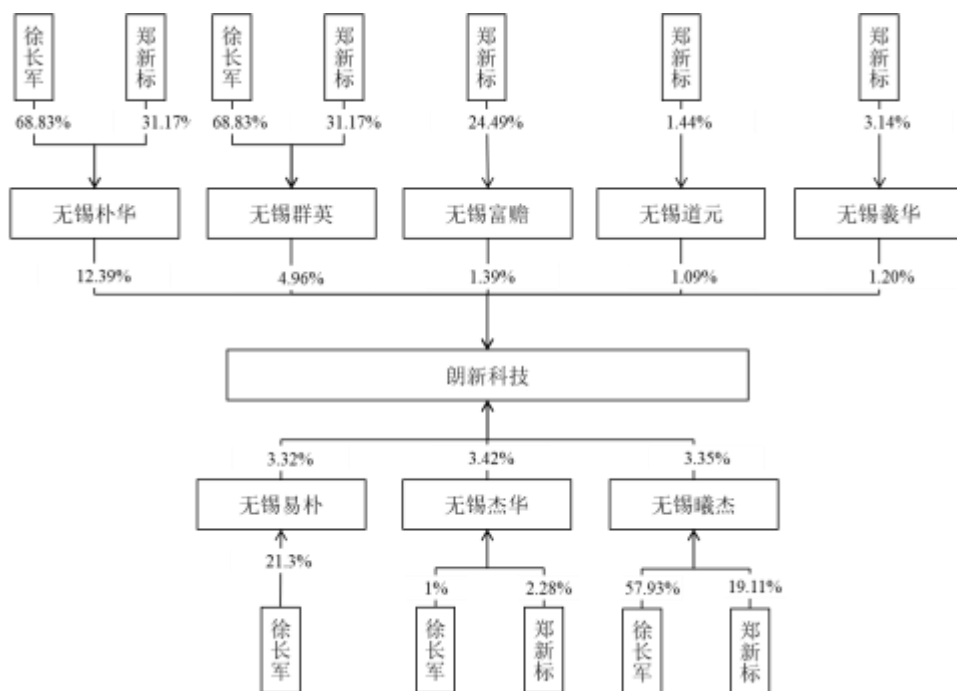 徐长军 郑新标 徐长军 郑新标 郑新标 郑新标 郑新标
68.83% 31.17% 68.83% 31.17% 24.49% 1.44% 3.14%
无锡朴华 无锡群英 无锡富赡 无锡道元 无锡羲华
12.39% 4.96% 1.39% 1.09% 1.20%
朗新科技
3.32% 3.42% 3.35%
无锡易朴 无锡杰华 无锡曦杰
21.3% 1% 2.28% 57.93% 19.11%
徐长军 徐长军 郑新标 徐长军 郑新标